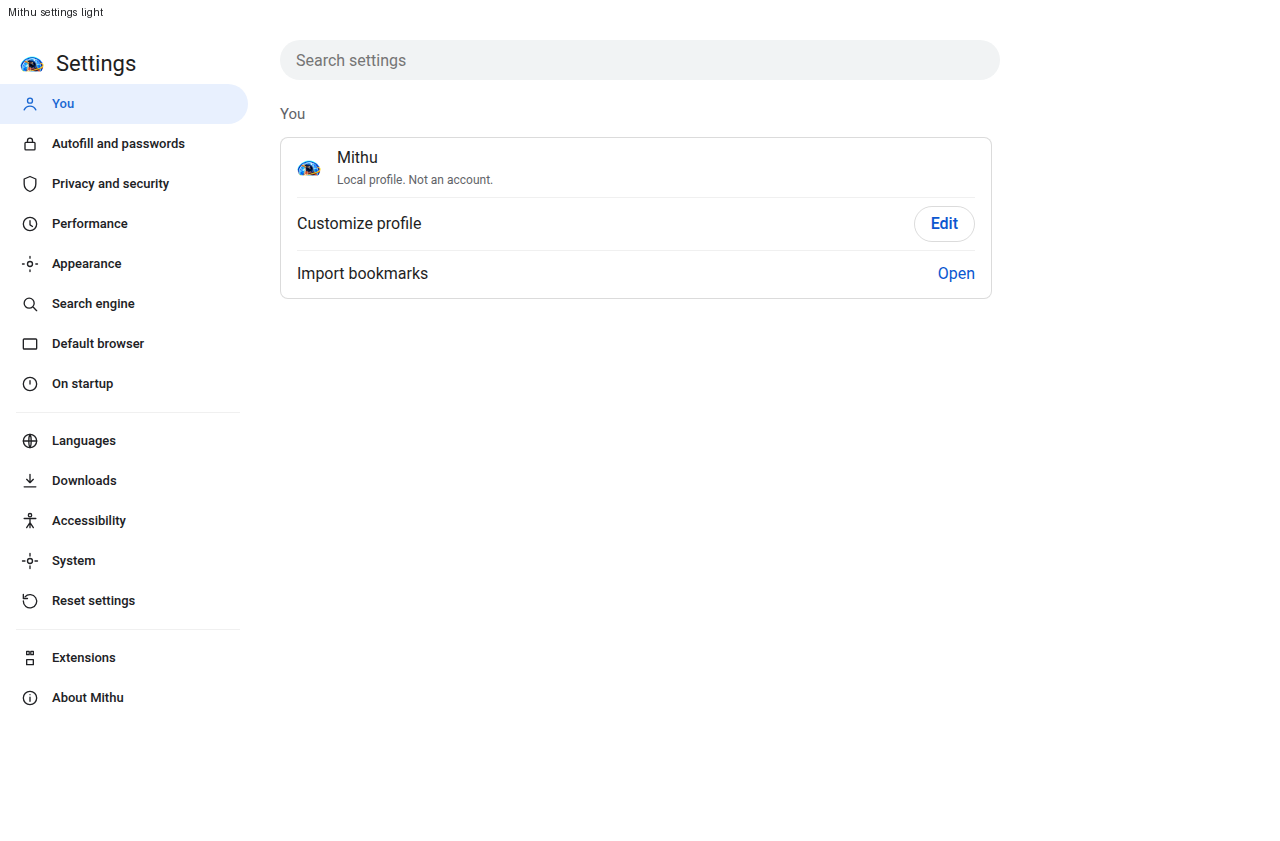 Mithu settings light
Settings
Search settings
You
Autofill and passwords
Privacy and security
Performance
Appearance
Search engine
Default browser
On startup
Languages
Downloads
Accessibility
System
Reset settings
Extensions
About Mithu
You
Mithu
Local profile. Not an account.
Customize profile
Edit
Import bookmarks
Open